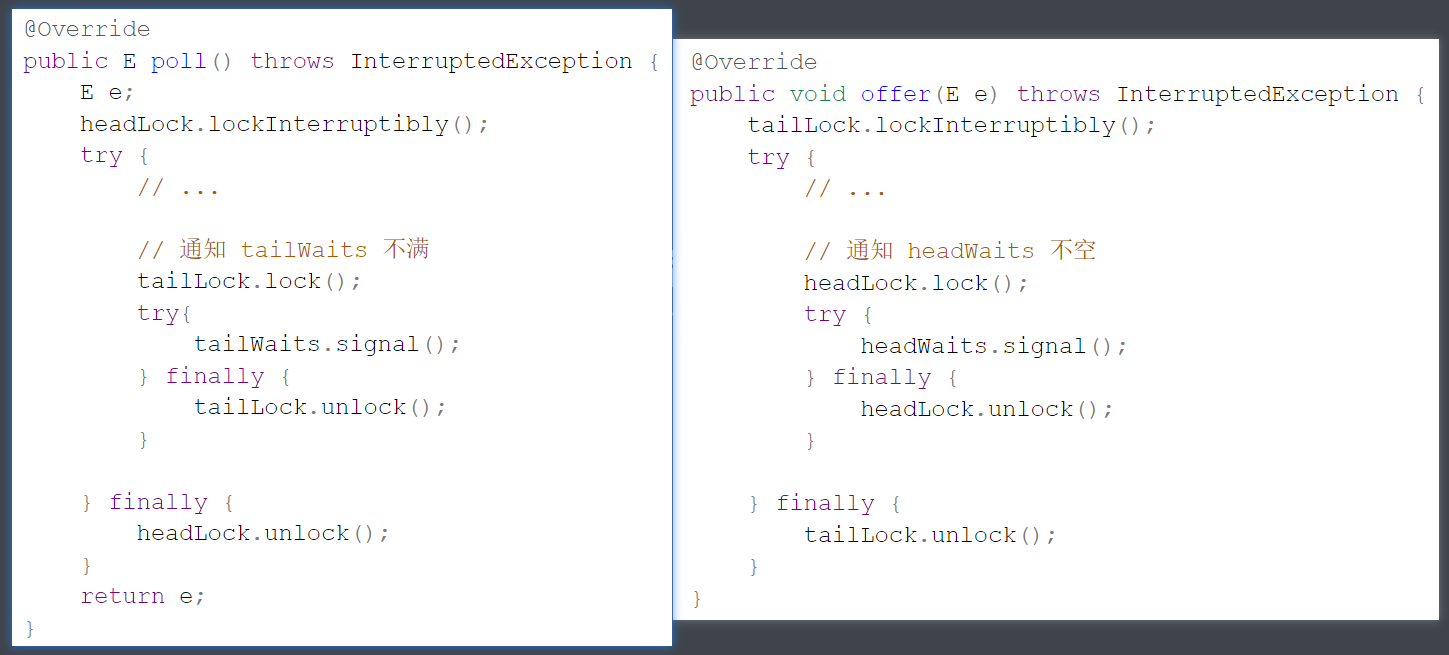 @Override
public E poll() throws InterruptedException {
    E e;
    headLock.lockInterruptibly();
    try {
        // ...

        // 通知 tailWaits 不满
        tailLock.lock();
        try{
            tailWaits.signal();
        } finally {
            tailLock.unlock();
        }

    } finally {
        headLock.unlock();
    }
    return e;
}
@Override
public void offer(E e) throws InterruptedException {
    tailLock.lockInterruptibly();
    try {
        // ...

        // 通知 headWaits 不空
        headLock.lock();
        try {
            headWaits.signal();
        } finally {
            headLock.unlock();
        }

    } finally {
        tailLock.unlock();
    }
}